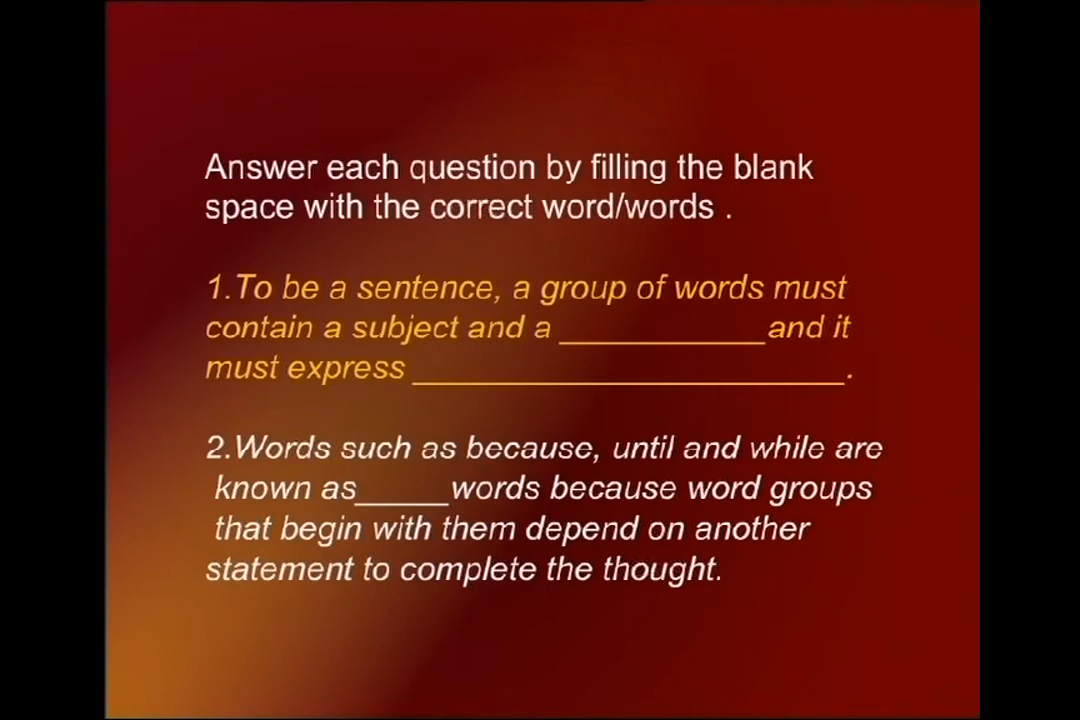 Answer each question by filling the blank
space with the correct word/words .
1.To be a sentence, a group of words must
contain a subject and a ___________and it
must express _______________________.
2.Words such as because, until and while are
known as_____words because word groups
that begin with them depend on another
statement to complete the thought.